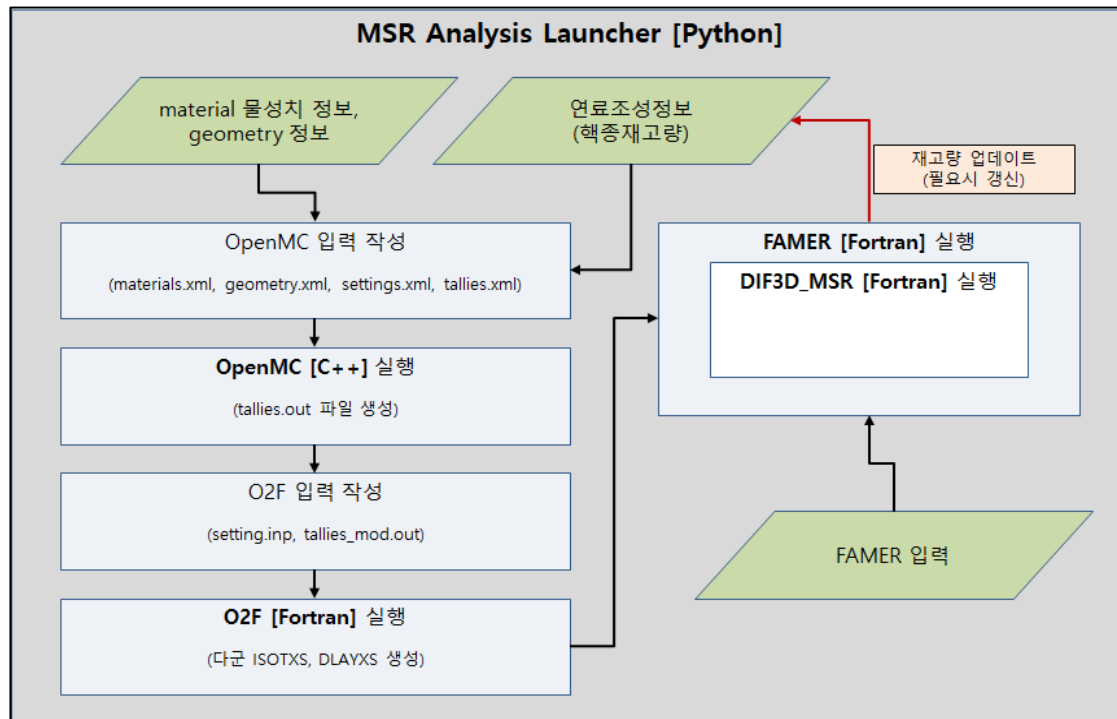 MSR Analysis Launcher [Python]
material 물성치 정보,
geometry 정보
연료조성정보
(핵종재고량)
재고량 업데이트
(필요시 갱신)
OpenMC 입력 작성
(materials.xml, geometry.xml, settings.xml, tallies.xml)
OpenMC [C++] 실행
(tallies.out 파일 생성)
O2F 입력 작성
(setting.inp, tallies_mod.out)
O2F [Fortran] 실행
(다군 ISOTXS, DLAYXS 생성)
FAMER [Fortran] 실행
DIF3D_MSR [Fortran] 실행
FAMER 입력